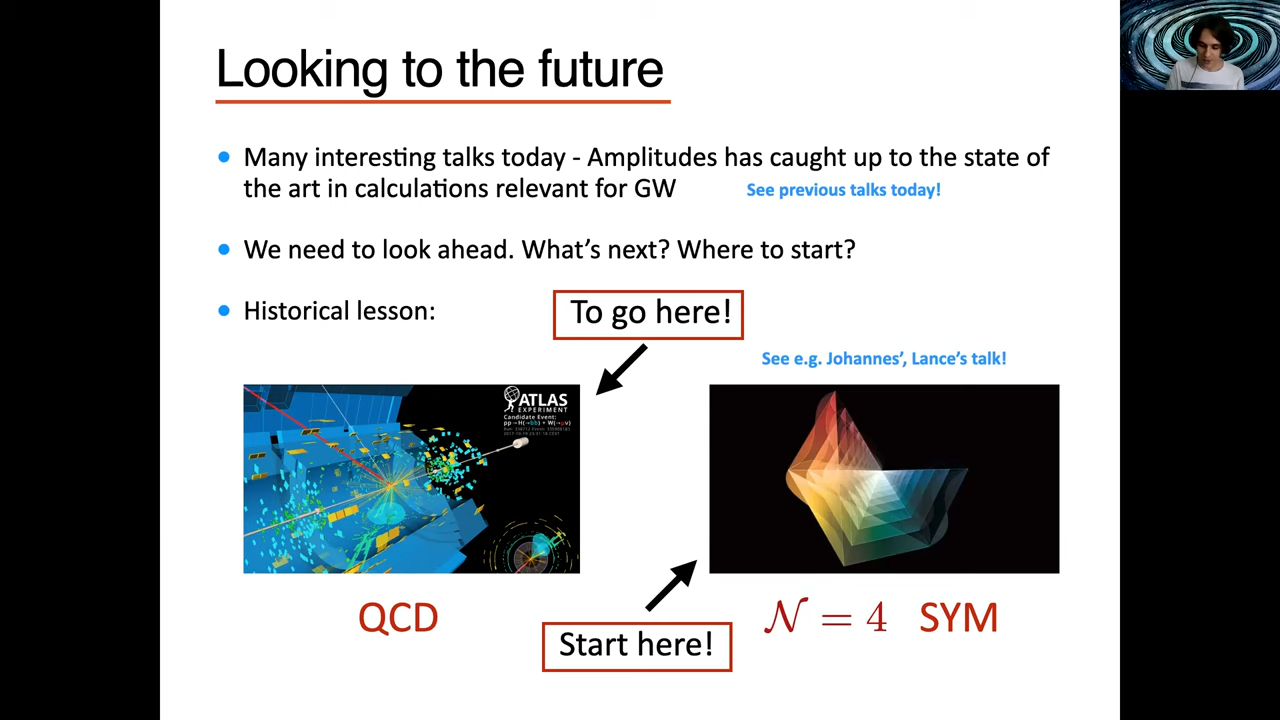 Looking to the future
Many interesting talks today - Amplitudes has caught up to the state of
the art in calculations relevant for GW
See previous talks today!
We need to look ahead. What's next? Where to start?
Historical lesson:
To go here!
See e.g. Johannes', Lance's talk!
ATLAS
EXPERIMENT
Candidate Event:
QCD
𝒩 = 4 SYM
Start here!